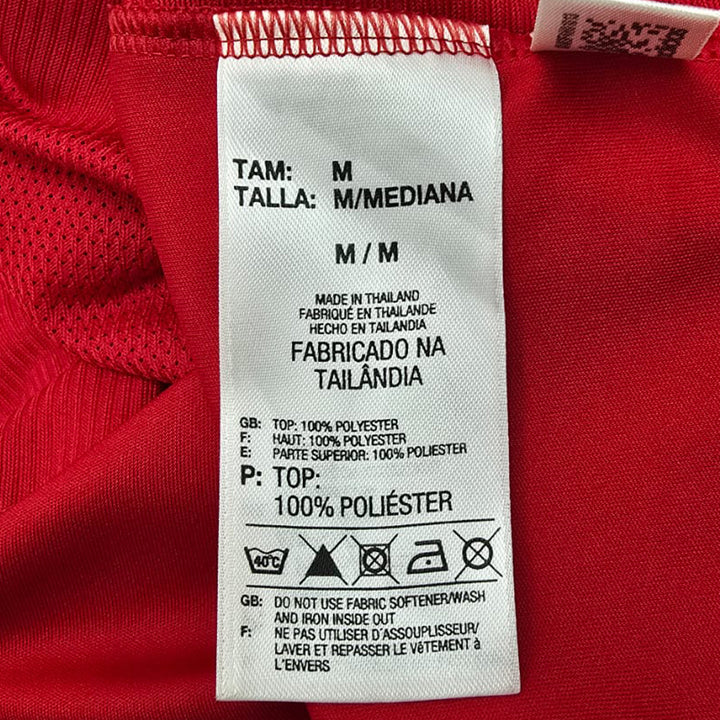 TAM: M
TALLA: M/MEDIANA
M / M
MADE IN THAILAND
FABRIQUÉ EN THAILANDE
HECHO EN TAILANDIA
FABRICADO NA
TAILÂNDIA
GB: TOP: 100% POLYESTER
F: HAUT: 100% POLYESTER
E: PARTE SUPERIOR: 100% POLYESTER
P: TOP:
100% POLIÉSTER
40°C
GB: DO NOT USE FABRIC SOFTENER/WASH
AND IRON INSIDE OUT
F: NE PAS UTILISER D'ASSOUPLISSEUR/
LAVER ET REPASSER LE VêTEMENT à
L'ENVERS